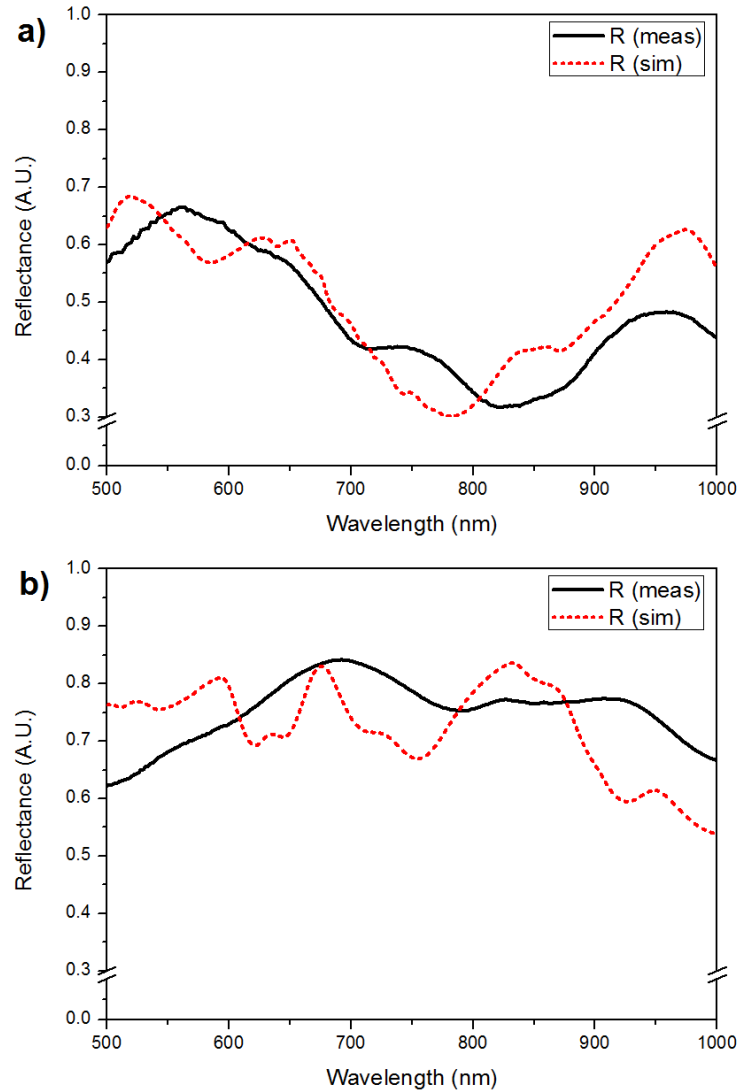 a)
1.0
0.9
0.8
0.7
0.6
0.5
0.4
0.3
0.0
Reflectance (A.U.)
R (meas)
R (sim)
500 600 700 800 900 1000
Wavelength (nm)
b)
1.0
0.9
0.8
0.7
0.6
0.5
0.4
0.3
0.0
Reflectance (A.U.)
R (meas)
R (sim)
500 600 700 800 900 1000
Wavelength (nm)